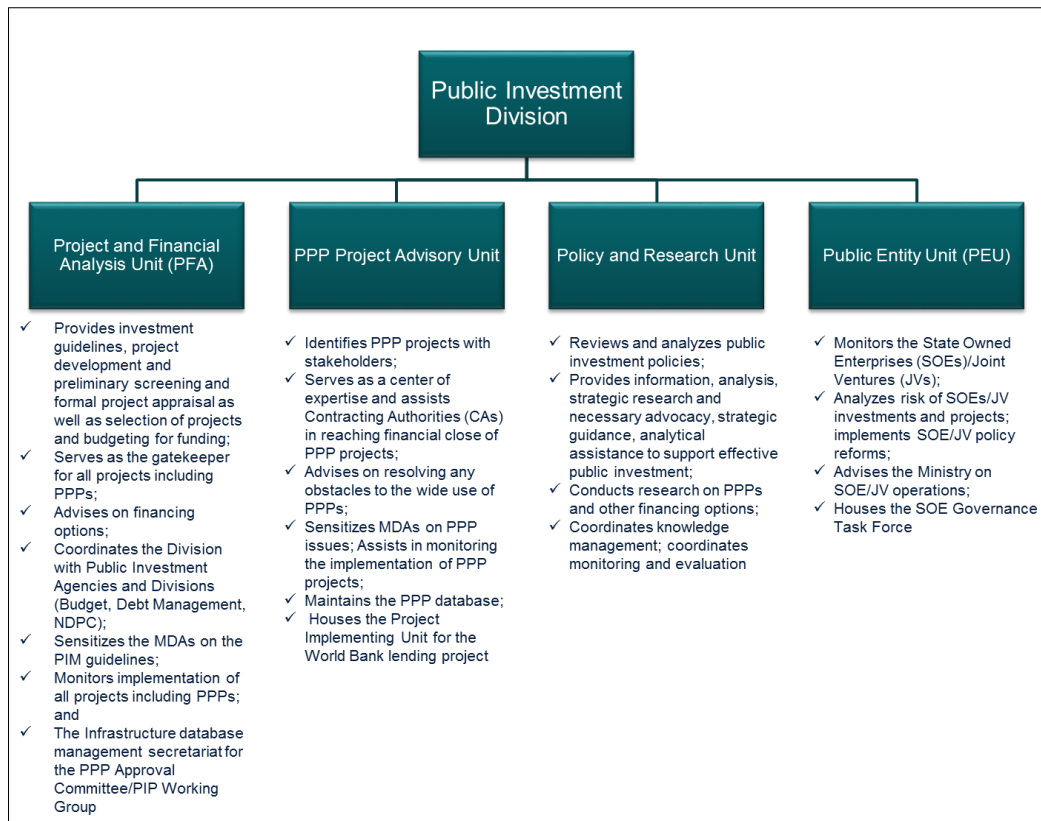 Public Investment
Division
Project and Financial
Analysis Unit (PFA)
PPP Project Advisory Unit
Policy and Research Unit
Public Entity Unit (PEU)
✓ Provides investment
guidelines, project
development and
preliminary screening and
formal project appraisal as
well as selection of projects
and budgeting for funding;
✓ Serves as the gatekeeper
for all projects including
PPPs;
✓ Advises on financing
options;
✓ Coordinates the Division
with Public Investment
Agencies and Divisions
(Budget, Debt Management,
NDPC);
✓ Sensitizes the MDAs on the
PIM guidelines;
✓ Monitors implementation of
all projects including PPPs;
and
✓ The Infrastructure database
management secretariat for
the PPP Approval
Committee/PIP Working
Group
✓ Identifies PPP projects with
stakeholders;
✓ Serves as a center of
expertise and assists
Contracting Authorities (CAs)
in reaching financial close of
PPP projects;
✓ Advises on resolving any
obstacles to the wide use of
PPPs;
✓ Sensitizes MDAs on PPP
issues; Assists in monitoring
the implementation of PPP
projects;
✓ Maintains the PPP database;
✓ Houses the Project
Implementing Unit for the
World Bank lending project
✓ Reviews and analyzes public
investment policies;
✓ Provides information, analysis,
strategic research and
necessary advocacy, strategic
guidance, analytical
assistance to support effective
public investment;
✓ Conducts research on PPPs
and other financing options;
✓ Coordinates knowledge
management; coordinates
monitoring and evaluation
✓ Monitors the State Owned
Enterprises (SOEs)/Joint
Ventures (JVs);
✓ Analyzes risk of SOEs/JV
investments and projects;
implements SOE/JV policy
reforms;
✓ Advises the Ministry on
SOE/JV operations;
✓ Houses the SOE Governance
Task Force